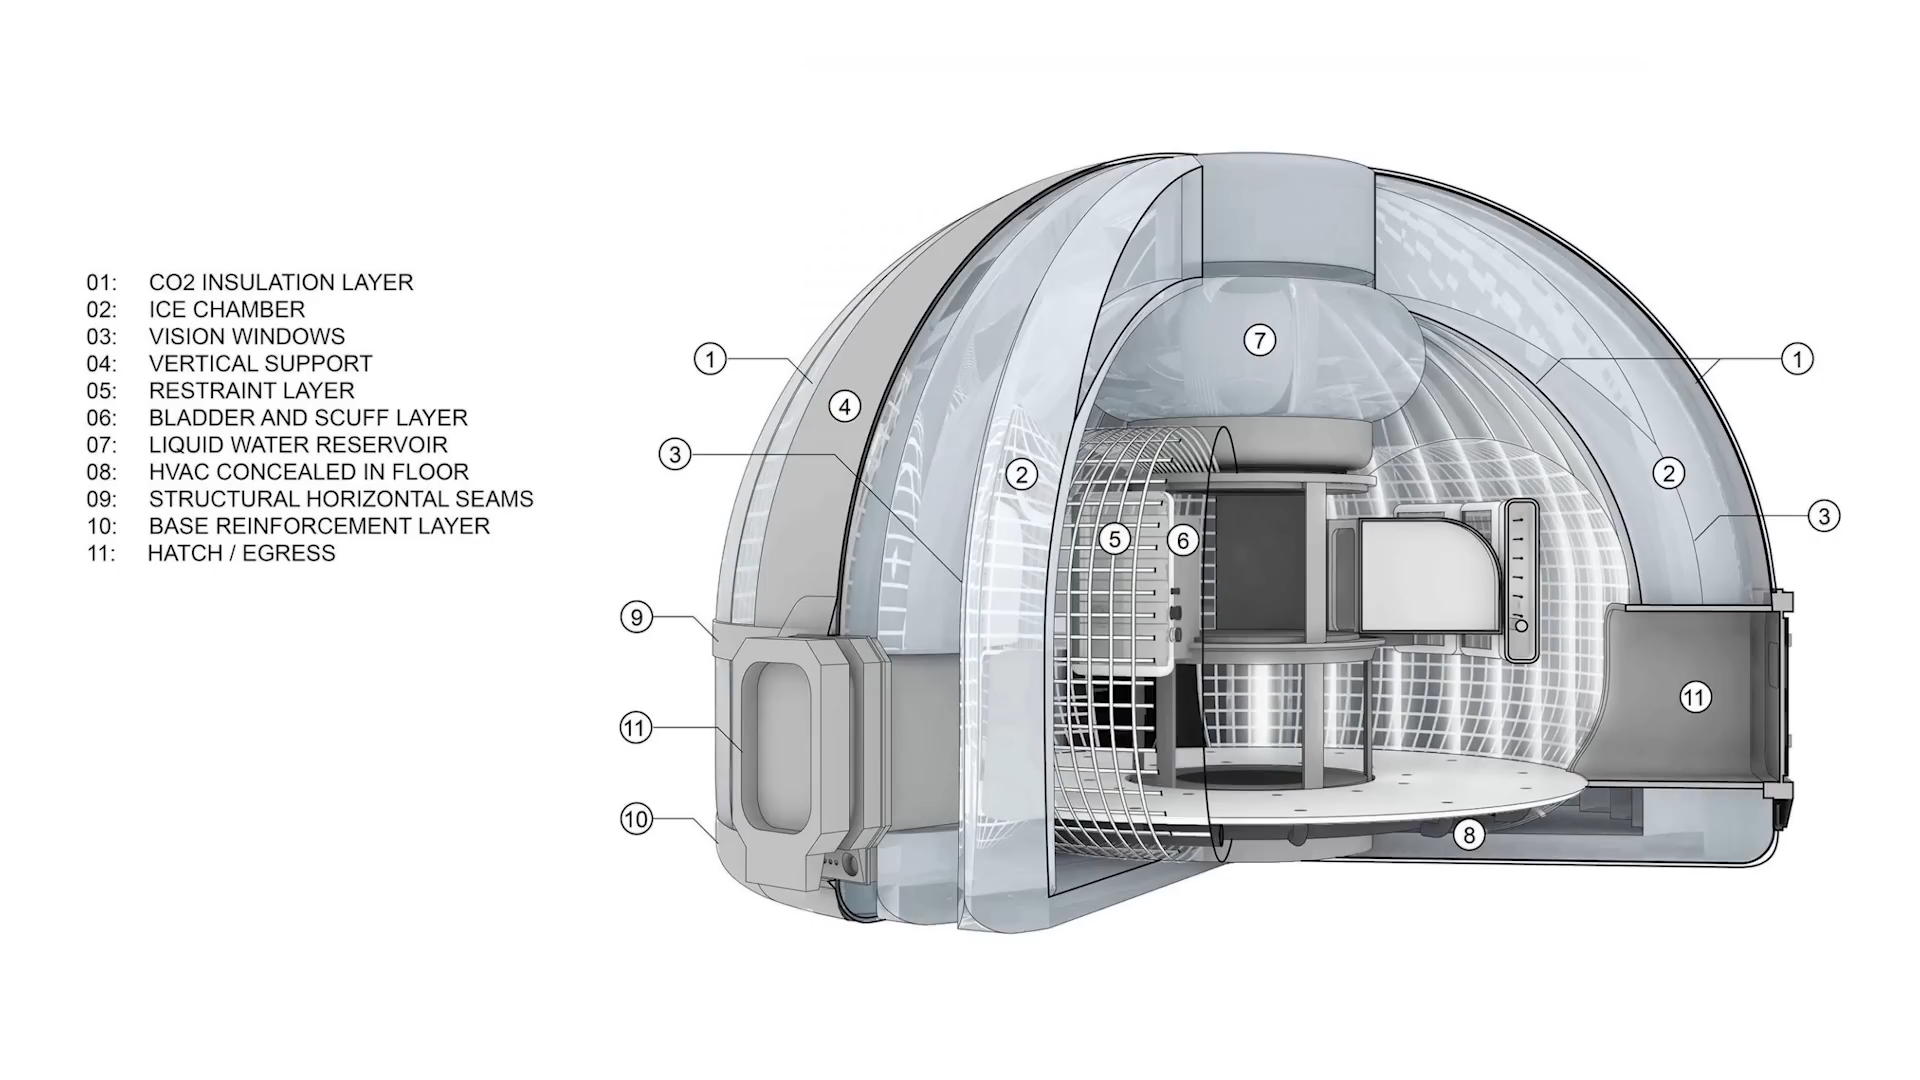 01: CO2 INSULATION LAYER
02: ICE CHAMBER
03: VISION WINDOWS
04: VERTICAL SUPPORT
05: RESTRAINT LAYER
06: BLADDER AND SCUFF LAYER
07: LIQUID WATER RESERVOIR
08: HVAC CONCEALED IN FLOOR
09: STRUCTURAL HORIZONTAL SEAMS
10: BASE REINFORCEMENT LAYER
11: HATCH / EGRESS
7
1
1
4
3
2
2
3
5
6
9
11
11
10
8